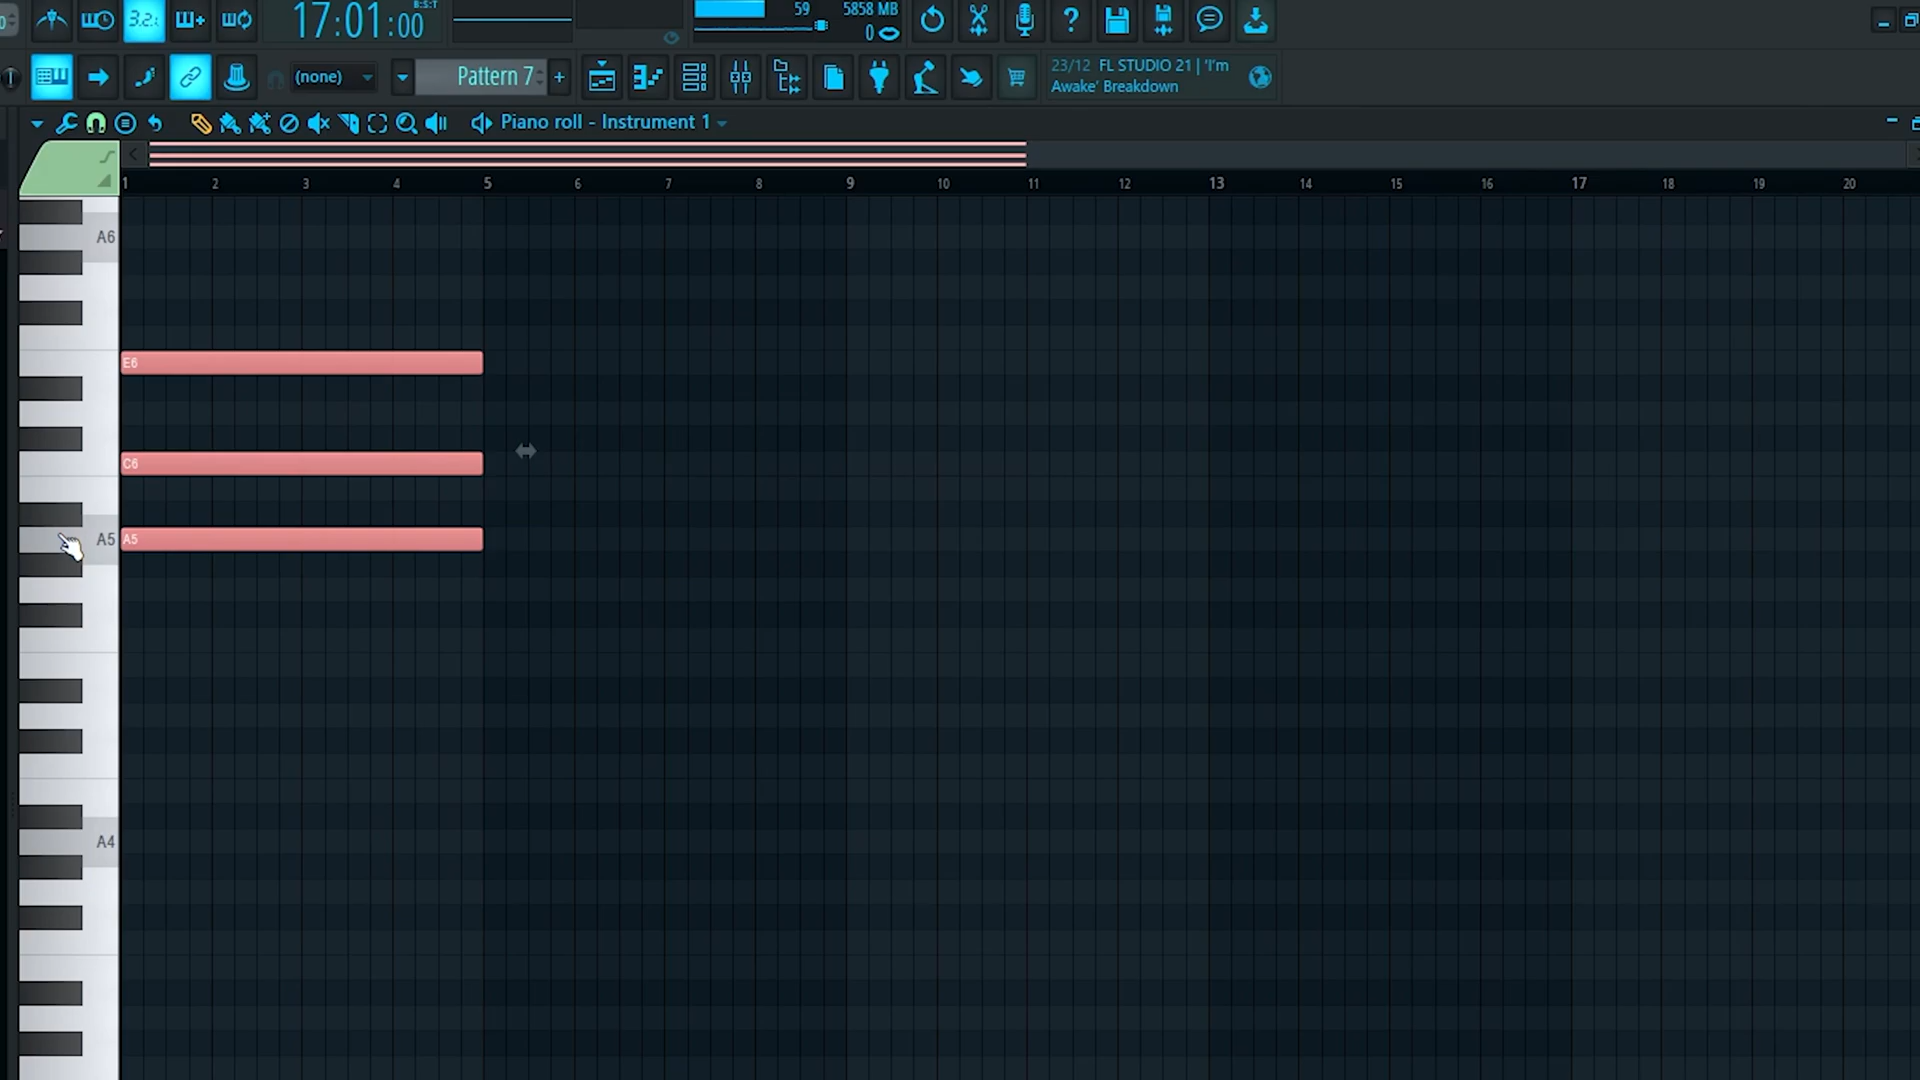 3.2.:
17:01:00
B:S:T
59
5858 MB
0
(none)
Pattern 7
+
23/12 FL STUDIO 21 | 'I'm
Awake' Breakdown
Piano roll - Instrument 1
1 2 3 4 5 6 7 8 9 10 11 12 13 14 15 16 17 18 19 20
A6
E6
C6
A5
A5
A4